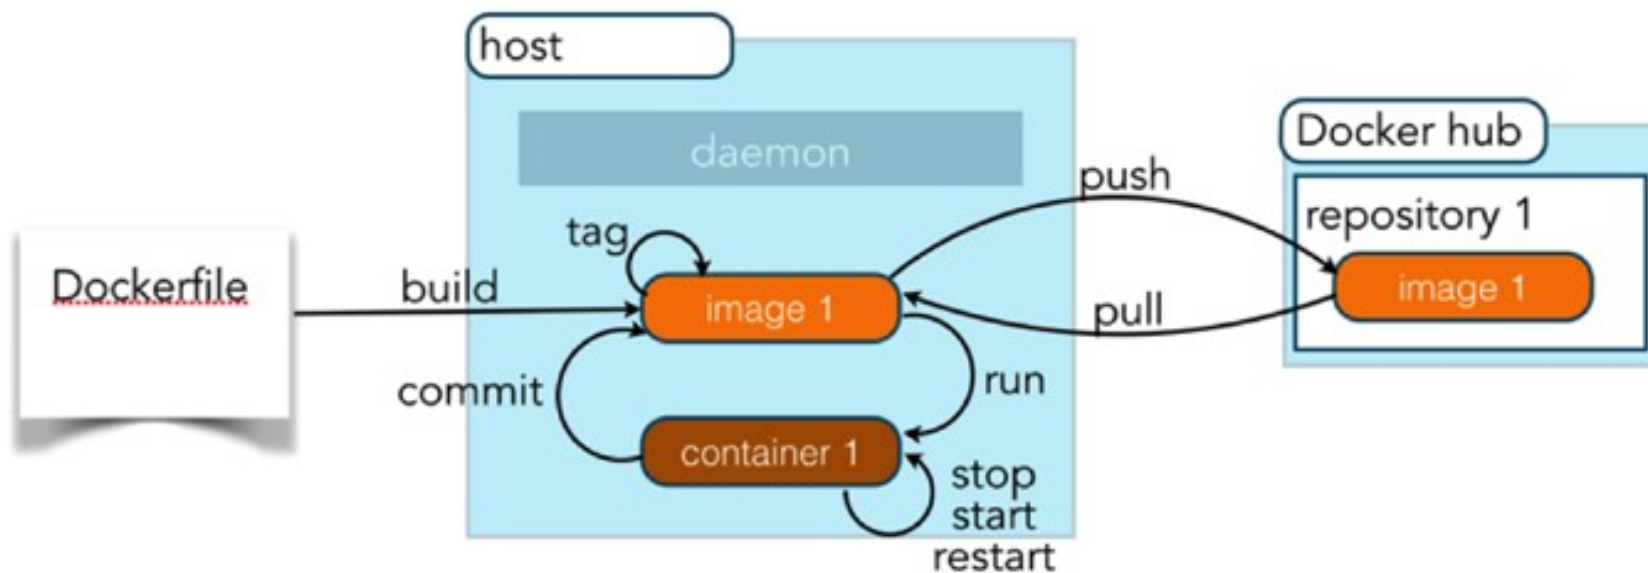 host
daemon
Docker hub
push
repository 1
tag
Dockerfile
build
image 1
image 1
pull
commit
run
container 1
stop
start
restart